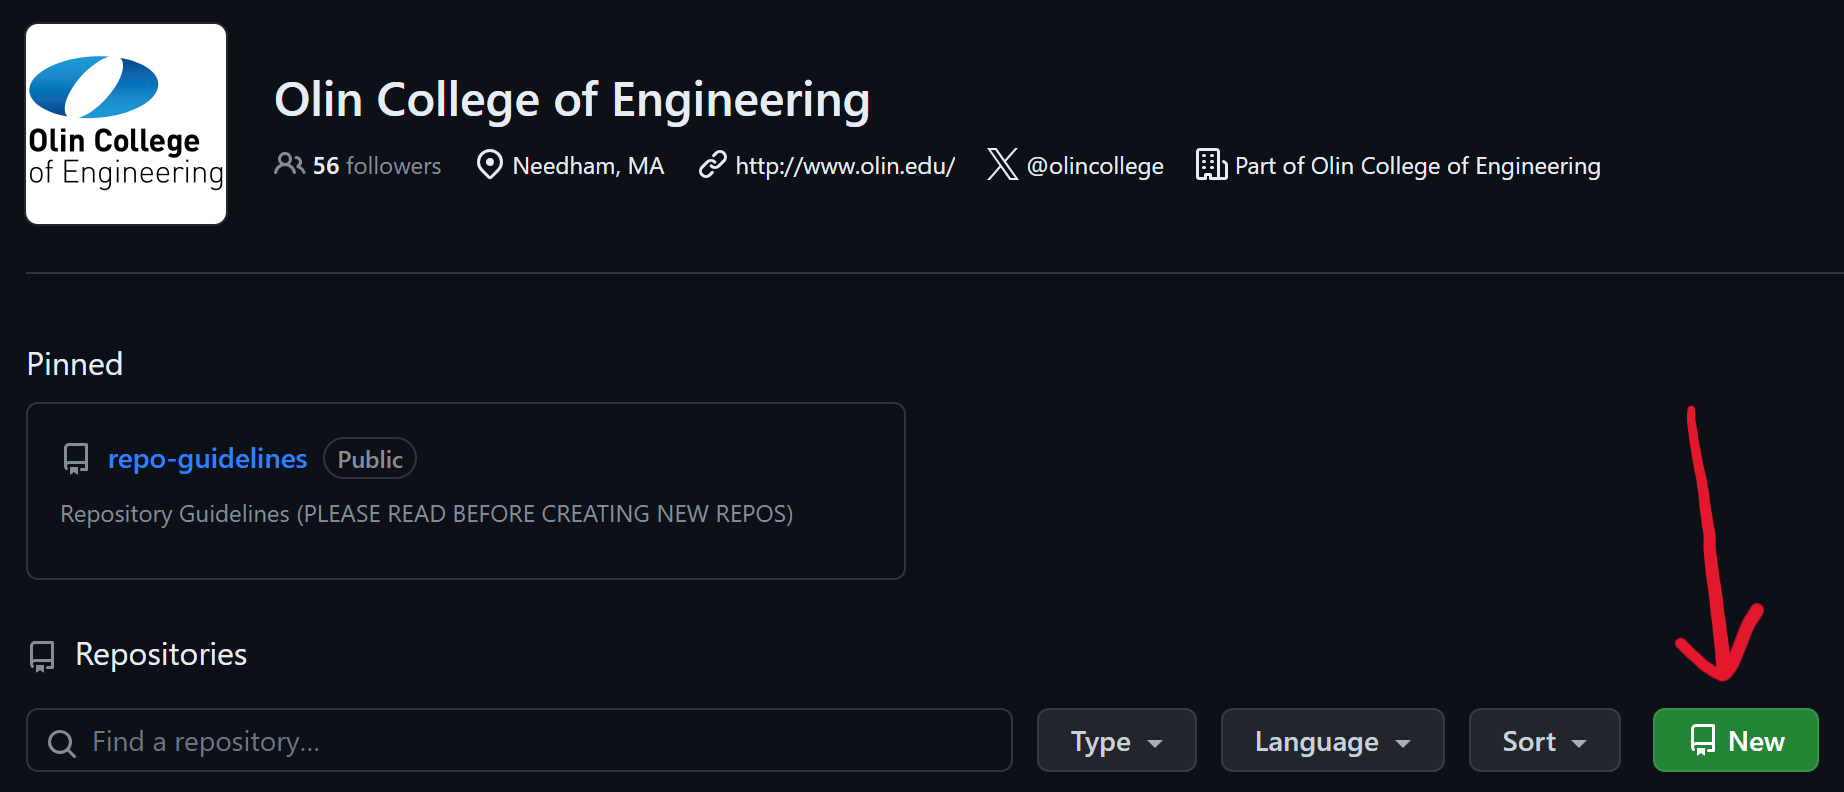 Olin College
of Engineering
Olin College of Engineering
56 followers Needham, MA http://www.olin.edu/ @olincollege Part of Olin College of Engineering
Pinned
repo-guidelines Public
Repository Guidelines (PLEASE READ BEFORE CREATING NEW REPOS)
Repositories
Find a repository... Type Language Sort New